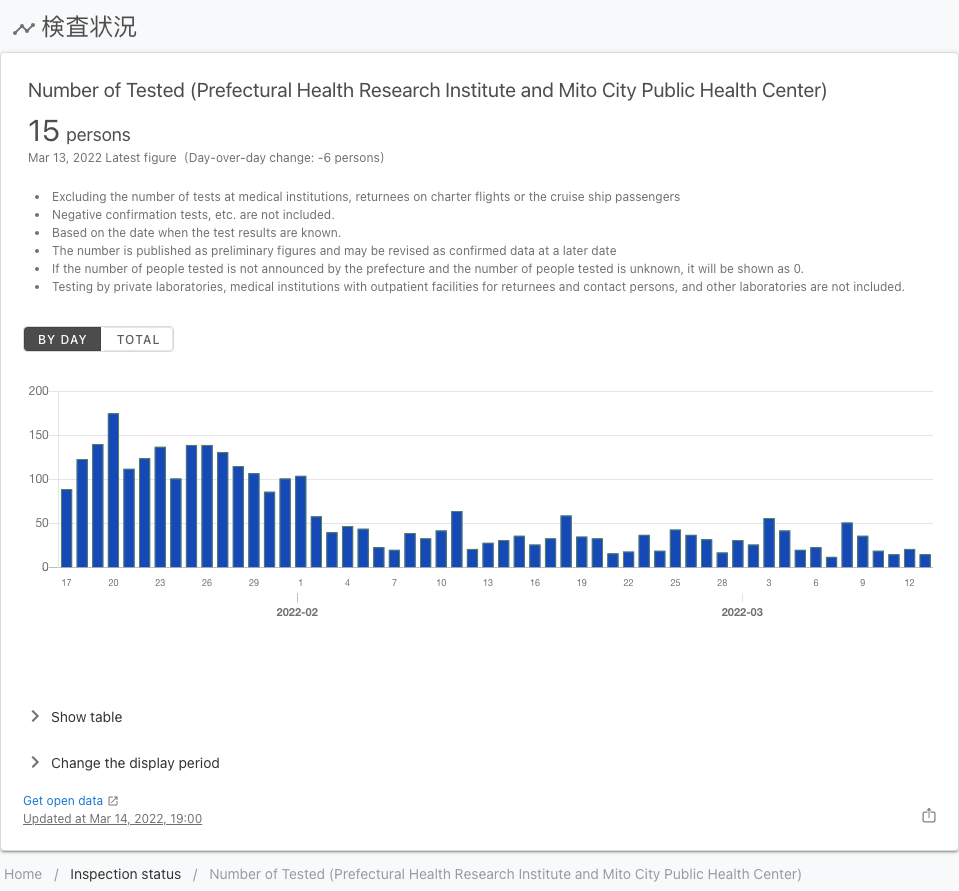 検査状況
Number of Tested (Prefectural Health Research Institute and Mito City Public Health Center)
15 persons
Mar 13, 2022 Latest figure (Day-over-day change: -6 persons)
• Excluding the number of tests at medical institutions, returnees on charter flights or the cruise ship passengers
• Negative confirmation tests, etc. are not included.
• Based on the date when the test results are known.
• The number is published as preliminary figures and may be revised as confirmed data at a later date
• If the number of people tested is not announced by the prefecture and the number of people tested is unknown, it will be shown as 0.
• Testing by private laboratories, medical institutions with outpatient facilities for returnees and contact persons, and other laboratories are not included.
BY DAY TOTAL
200
150
100
50
0
17 20 23 26 29 1 4 7 10 13 16 19 22 25 28 3 6 9 12
2022-02 2022-03
Show table
Change the display period
Get open data
Updated at Mar 14, 2022, 19:00
Home / Inspection status / Number of Tested (Prefectural Health Research Institute and Mito City Public Health Center)